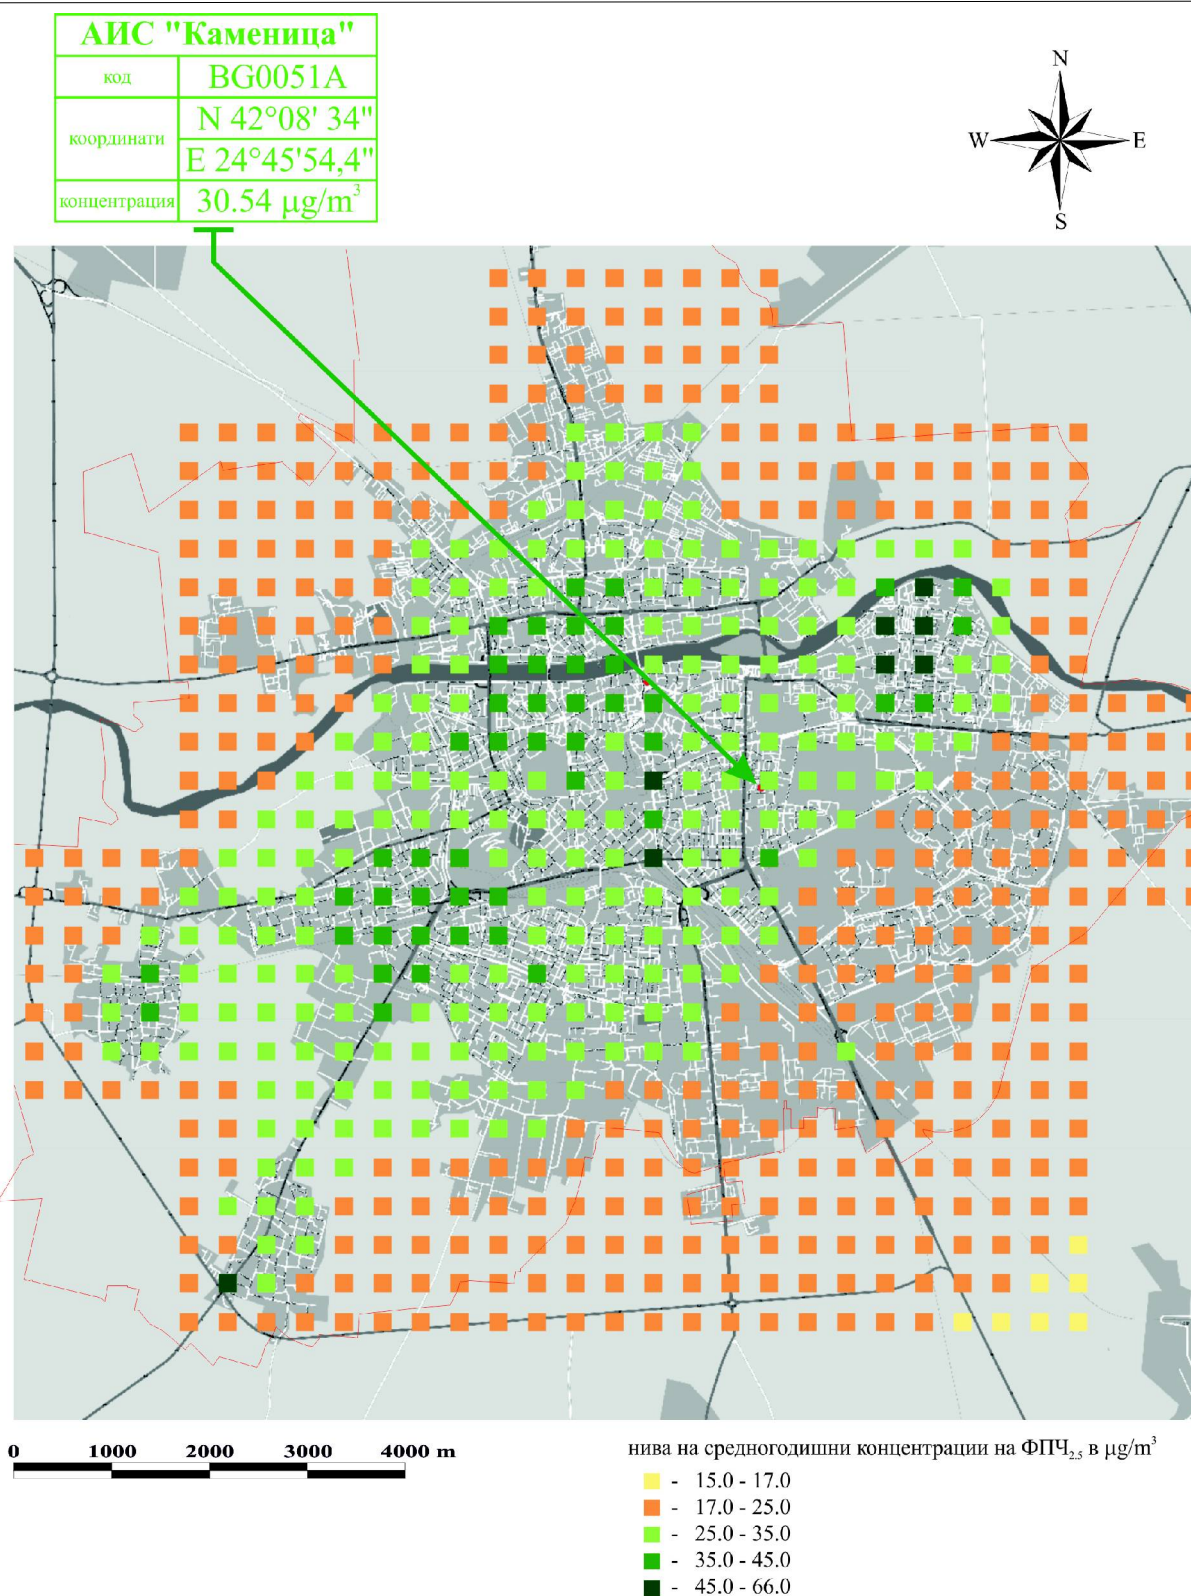 АИС "Каменица"
код BG0051A
координати N 42°08' 34"
E 24°45'54,4"
концентрация 30.54 µg/m³
N
W E
S
0 1000 2000 3000 4000 m
нива на средногодишни концентрации на ФПЧ2.5 в µg/m³
- 15.0 - 17.0
- 17.0 - 25.0
- 25.0 - 35.0
- 35.0 - 45.0
- 45.0 - 66.0